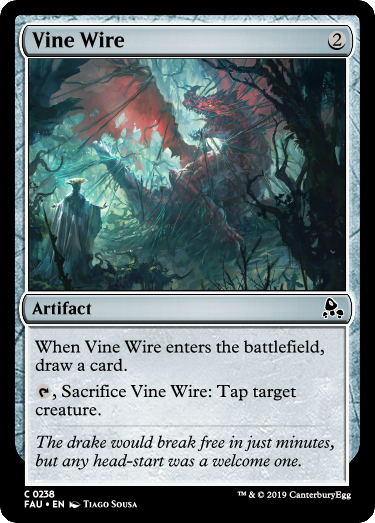 Vine Wire 2
Artifact
When Vine Wire enters the battlefield,
draw a card.
, Sacrifice Vine Wire: Tap target
creature.
The drake would break free in just minutes,
but any head-start was a welcome one.
C 0238
FAU • EN Tiago Sousa
™ & © 2019 CanterburyEgg